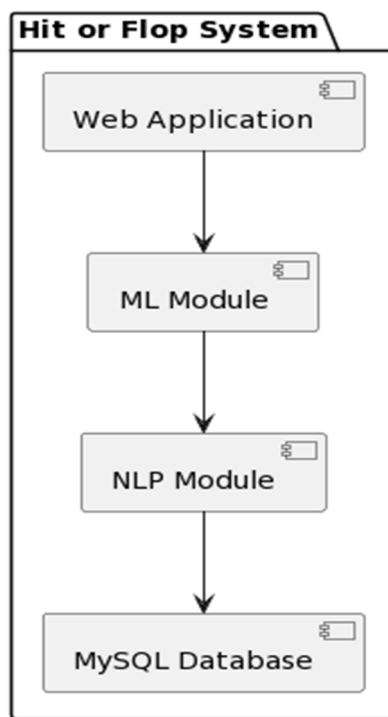 Hit or Flop System
Web Application
ML Module
NLP Module
MySQL Database